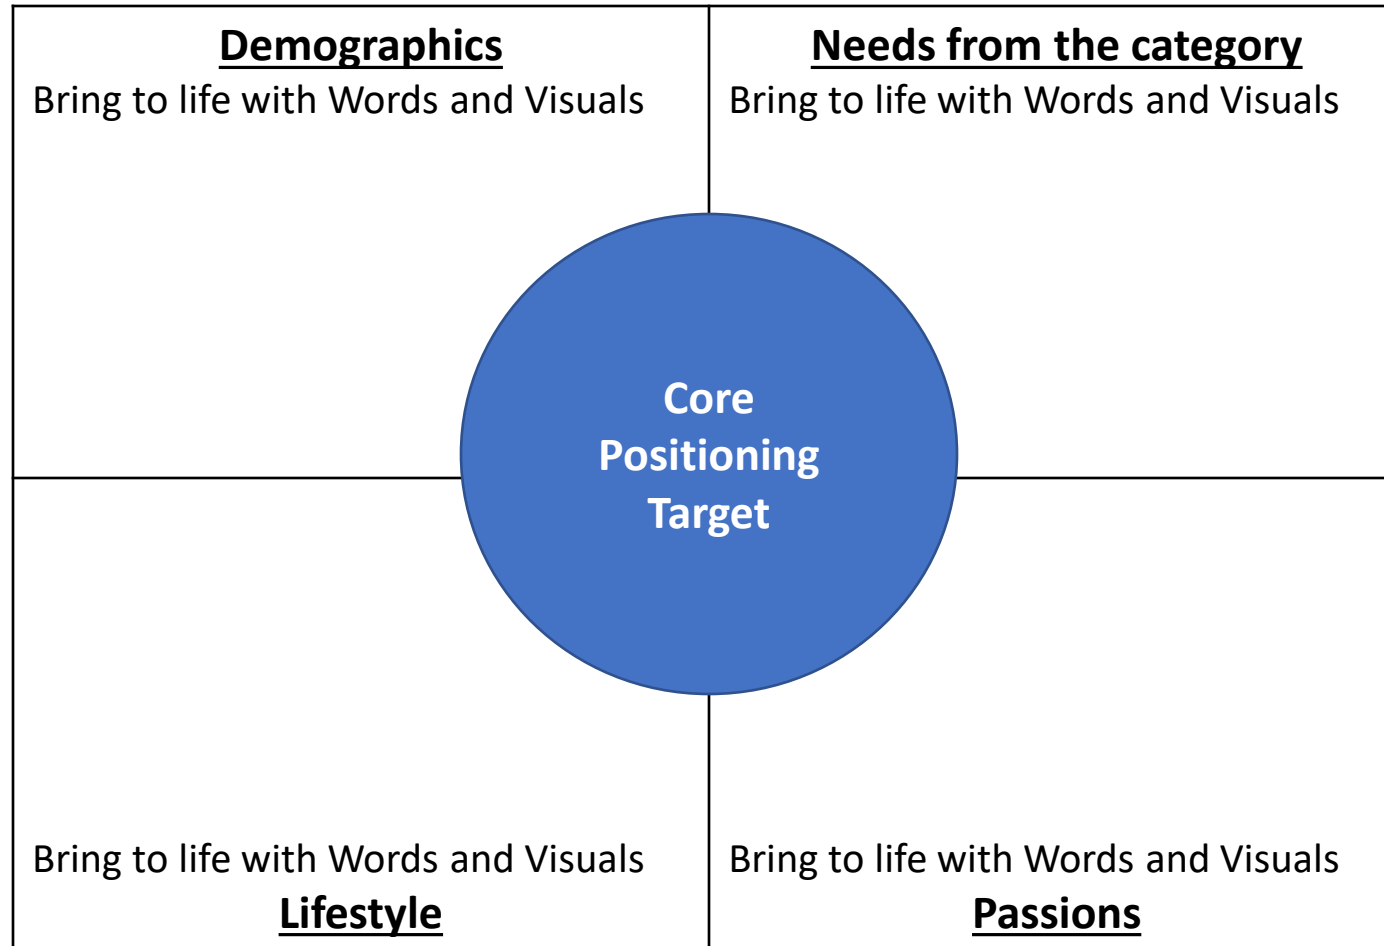 Demographics
Bring to life with Words and Visuals
Needs from the category
Bring to life with Words and Visuals
Core
Positioning
Target
Bring to life with Words and Visuals
Lifestyle
Bring to life with Words and Visuals
Passions